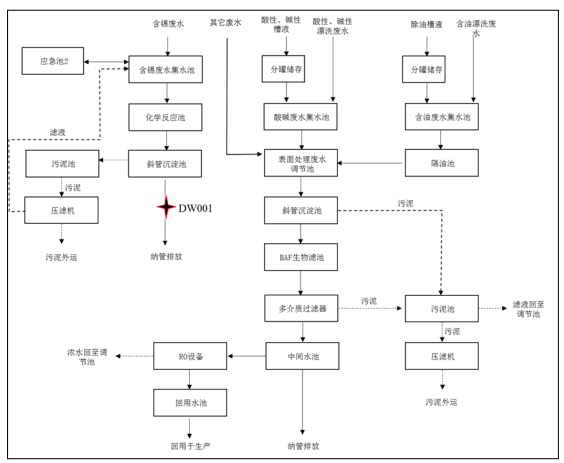 含锡废水
其它废水
酸性、碱性
槽液
酸性、碱性
漂洗废水
除油槽液
含油漂洗废
水
应急池2
含锡废水集水池
分罐储存
分罐储存
化学反应池
酸碱废水集水池
含油废水集水池
滤液
污泥池
斜管沉淀池
表面处理废水
调节池
隔油池
污泥
压滤机
DW001
斜管沉淀池
污泥
污泥外运
纳管排放
BAF生物滤池
多介质过滤器
污泥
污泥池
滤液回至
调节池
污泥
浓水回至调
节池
RO设备
中间水池
压滤机
回用水池
污泥外运
回用于生产
纳管排放